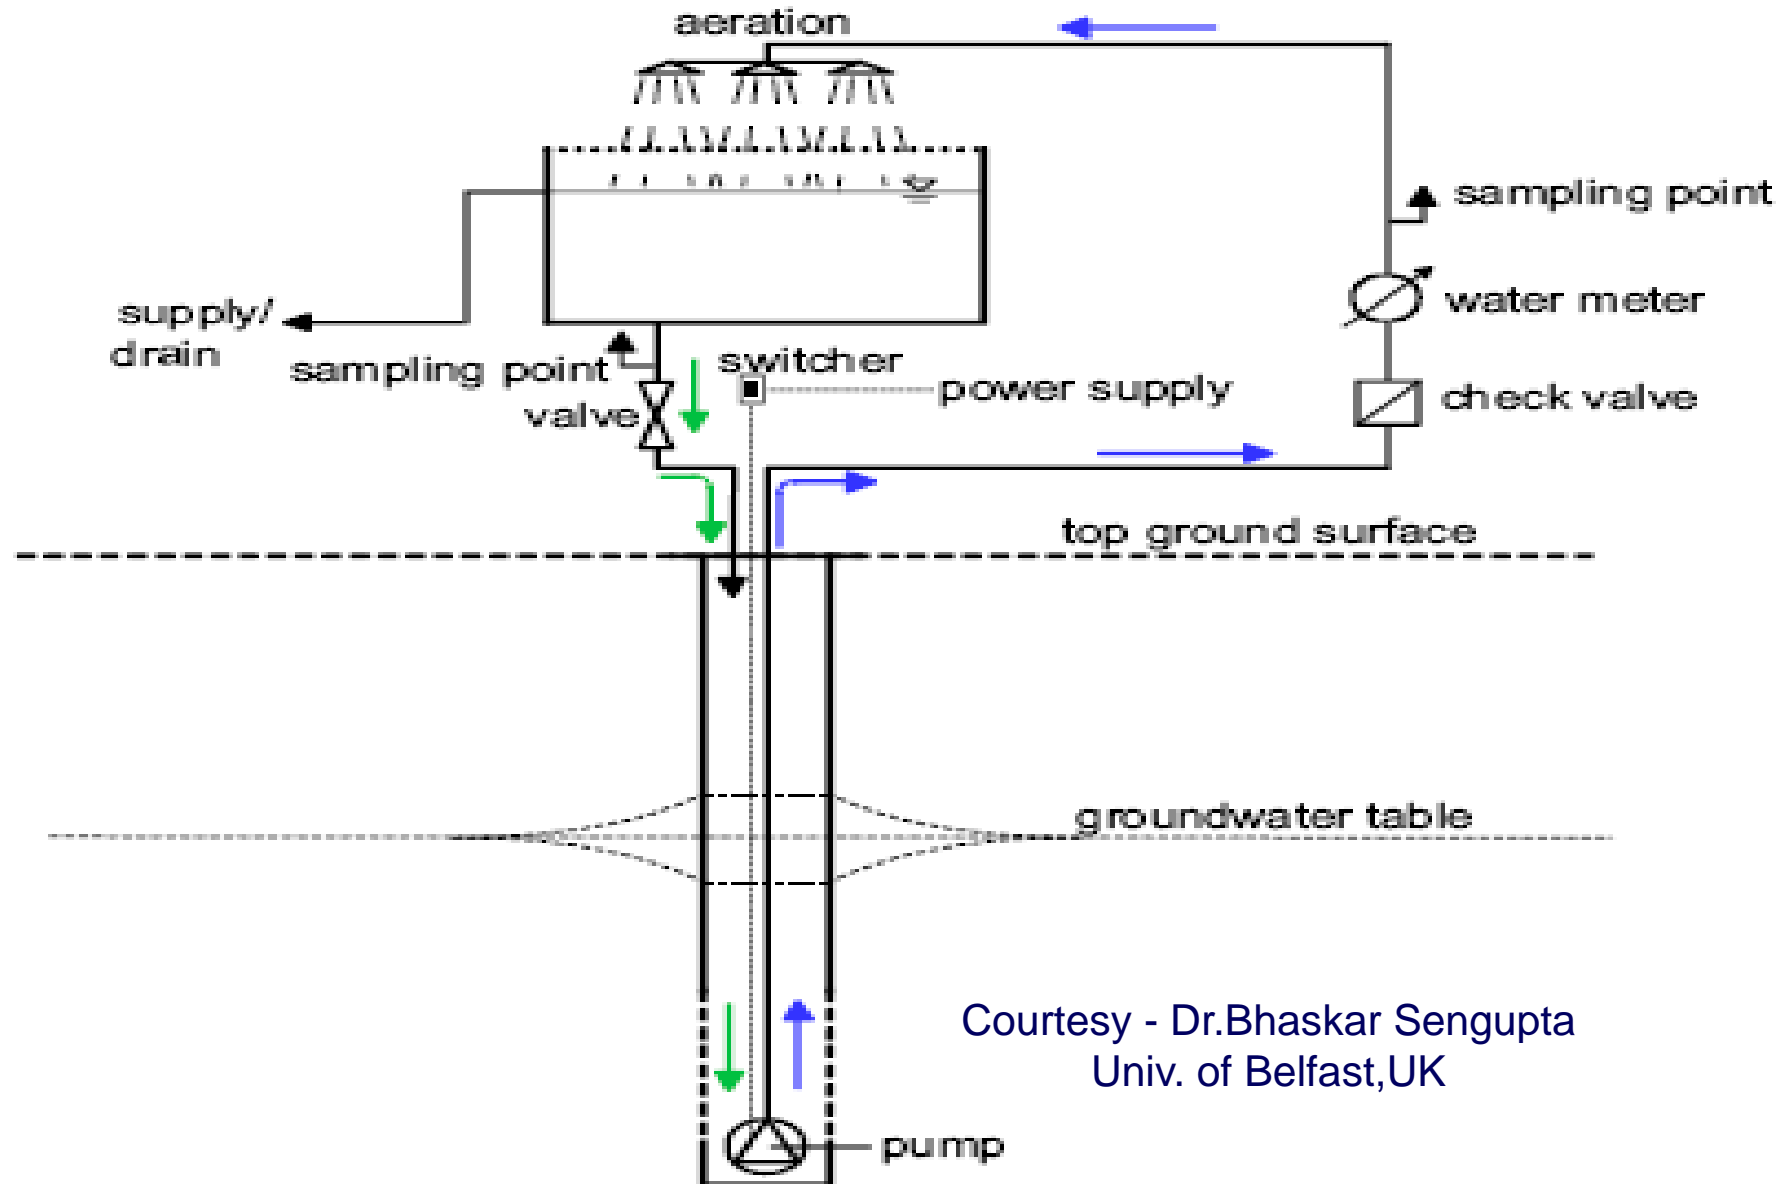 aeration
sampling point
water meter
supply/
drain
sampling point
switcher
power supply
check valve
valve
top ground surface
groundwater table
Courtesy - Dr.Bhaskar Sengupta
Univ. of Belfast,UK
pump